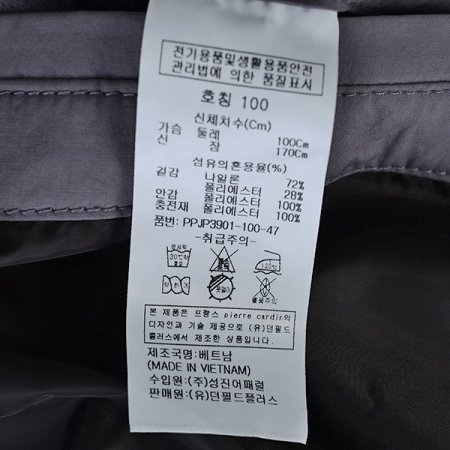 전기용품및생활용품안전
관리법에 의한 품질표시
호칭 100
신체치수(Cm)
가슴 둘레 100Cm
신 장 170Cm
섬유의혼용율(%)
겉감 나일론 72%
폴리에스터 28%
안감 폴리에스터 100%
충전재 폴리에스터 100%
품번: PPJP3901-100-47
-취급주의-
본 제품은 프랑스 pierre cardin의
디자인과 기술 제공으로 (유)던필드
플러스에서 제조한 상품입니다.
제조국명:베트남
(MADE IN VIETNAM)
수입원:(주)성진어패럴
판매원:(유)던필드플러스